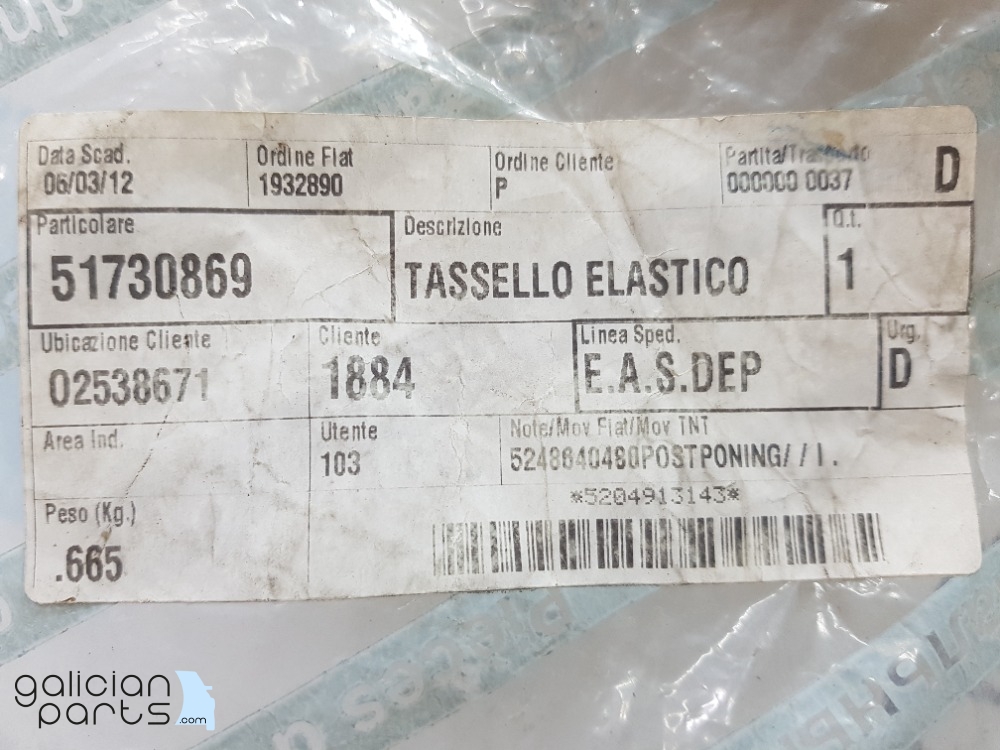 Data Scad. Ordine Fiat Ordine Cliente D
06/03/12 1932890 P 000000 0037
Particolare Descrizione Q.t.
51730869 TASSELLO ELASTICO 1
Ubicazione Cliente Cliente Linea Sped. Urg.
02538671 1884 E.A.S.DEP D
Area Ind. Utente Note/Mov Fiat/Mov TNT
103 5248640480POSTPONING//I.
*5204913143*
Peso (Kg.)
.665
galician
parts.com